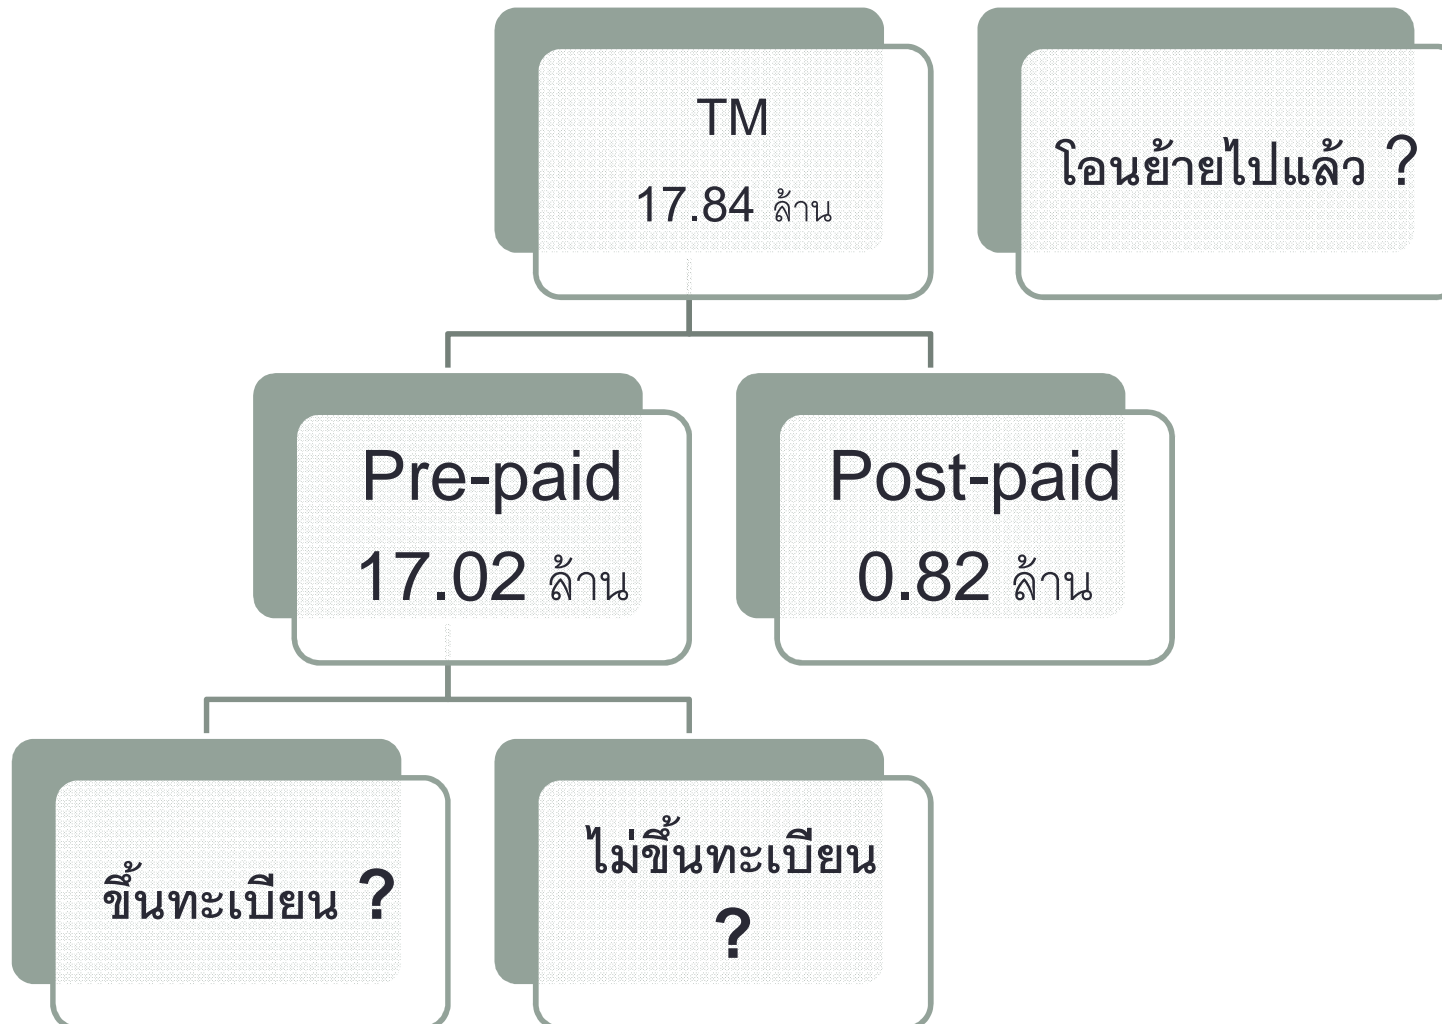 TM
17.84 ล้าน
โอนย้ายไปแล้ว ?
Pre-paid
17.02 ล้าน
Post-paid
0.82 ล้าน
ขึ้นทะเบียน ?
ไม่ขึ้นทะเบียน
?